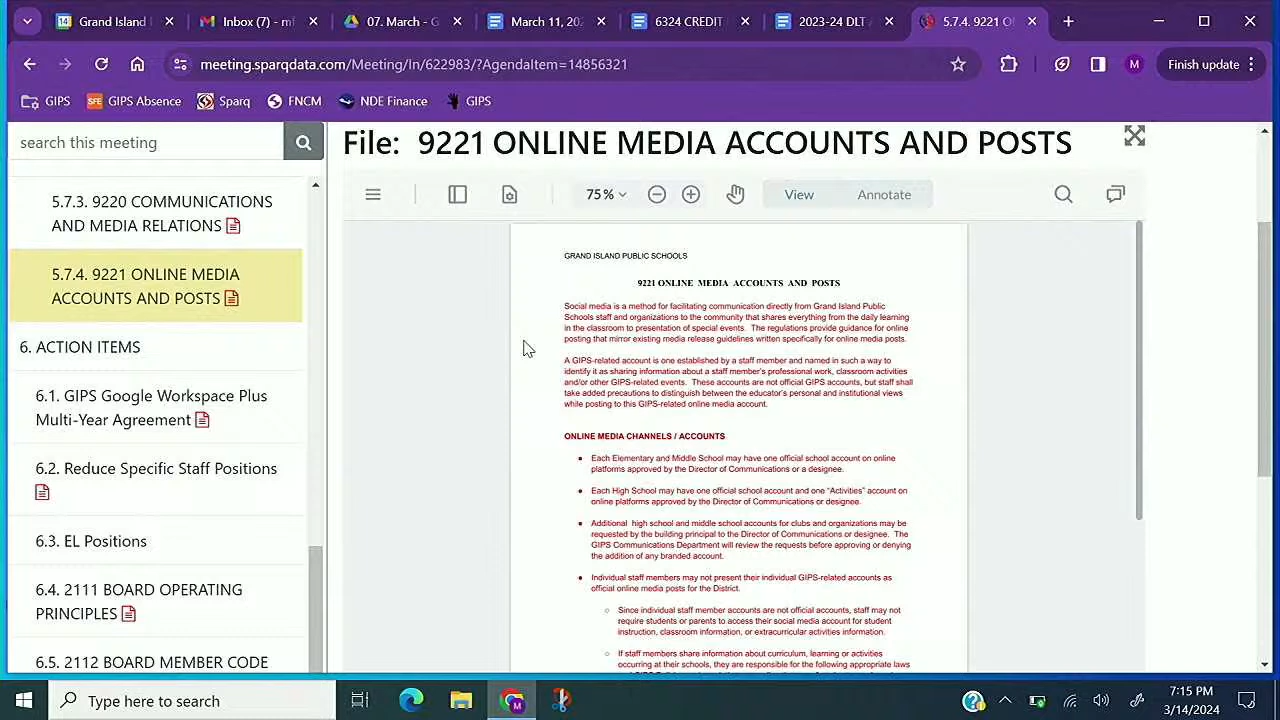 Grand Island
Inbox (7) - mf
07. March - G
March 11, 202
6324 CREDIT
2023-24 DLT A
5.7.4. 9221 O
meeting.sparqdata.com/Meeting/In/622983/?AgendaItem=14856321
M
Finish update
GIPS
SFE GIPS Absence
Sparq
FNCM
NDE Finance
GIPS
search this meeting
5.7.3. 9220 COMMUNICATIONS
AND MEDIA RELATIONS
5.7.4. 9221 ONLINE MEDIA
ACCOUNTS AND POSTS
6. ACTION ITEMS
6.1. GIPS Google Workspace Plus
Multi-Year Agreement
6.2. Reduce Specific Staff Positions
6.3. EL Positions
6.4. 2111 BOARD OPERATING
PRINCIPLES
6.5. 2112 BOARD MEMBER CODE
File: 9221 ONLINE MEDIA ACCOUNTS AND POSTS
75%
View
Annotate
GRAND ISLAND PUBLIC SCHOOLS
9221 ONLINE MEDIA ACCOUNTS AND POSTS
Social media is a method for facilitating communication directly from Grand Island Public
Schools staff and organizations to the community that shares everything from the daily learning
in the classroom to presentation of special events. The regulations provide guidance for online
posting that mirror existing media release guidelines written specifically for online media posts.
A GIPS-related account is one established by a staff member and named in such a way to
identify it as sharing information about a staff member's professional work, classroom activities
and/or other GIPS-related events. These accounts are not official GIPS accounts, but staff shall
take added precautions to distinguish between the educator's personal and institutional views
while posting to this GIPS-related online media account.
ONLINE MEDIA CHANNELS / ACCOUNTS
● Each Elementary and Middle School may have one official school account on online
platforms approved by the Director of Communications or a designee.
● Each High School may have one official school account and one "Activities" account on
online platforms approved by the Director of Communications or designee.
● Additional high school and middle school accounts for clubs and organizations may be
requested by the building principal to the Director of Communications or designee. The
GIPS Communications Department will review the requests before approving or denying
the addition of any branded account.
● Individual staff members may not present their individual GIPS-related accounts as
official online media posts for the District.
○ Since individual staff member accounts are not official accounts, staff may not
require students or parents to access their social media account for student
instruction, classroom information, or extracurricular activities information.
○ If staff members share information about curriculum, learning or activities
occurring at their schools, they are responsible for the following appropriate laws
Type here to search
M
7:15 PM
3/14/2024